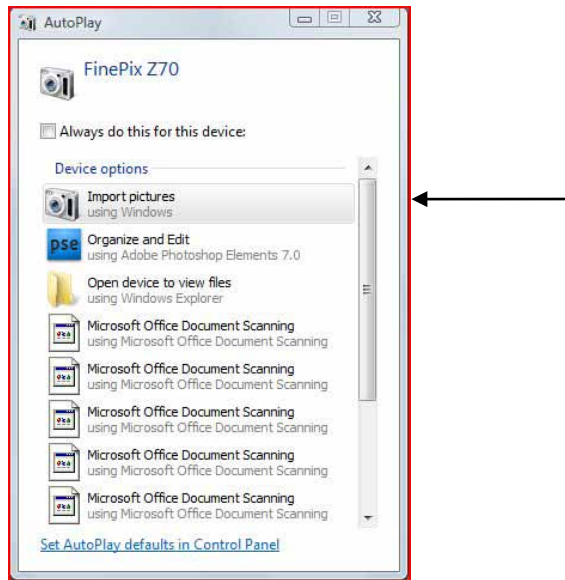 AutoPlay
FinePix Z70
Always do this for this device:
Device options
Import pictures
using Windows
pse
Organize and Edit
using Adobe Photoshop Elements 7.0
Open device to view files
using Windows Explorer
Microsoft Office Document Scanning
using Microsoft Office Document Scanning
Microsoft Office Document Scanning
using Microsoft Office Document Scanning
Microsoft Office Document Scanning
using Microsoft Office Document Scanning
Microsoft Office Document Scanning
using Microsoft Office Document Scanning
Microsoft Office Document Scanning
using Microsoft Office Document Scanning
Set AutoPlay defaults in Control Panel